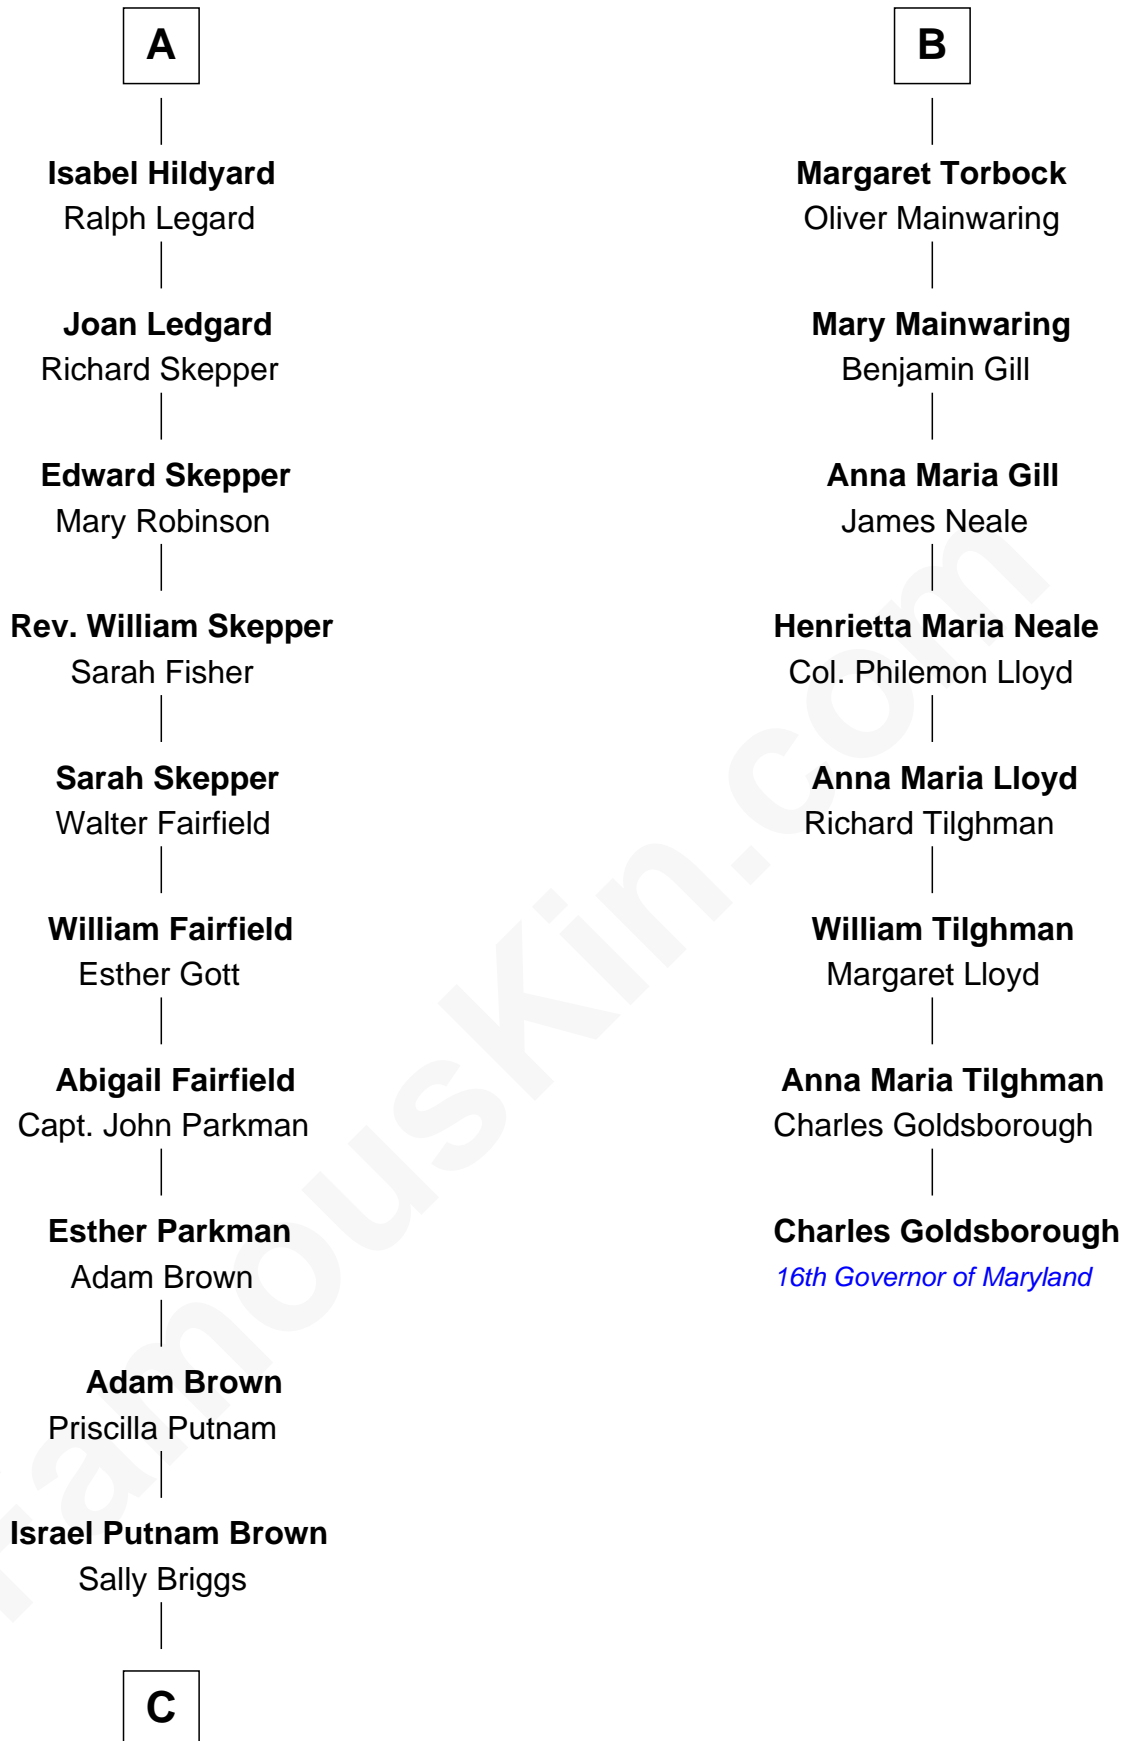 A
Isabel Hildyard
Ralph Legard
Joan Ledgard
Richard Skepper
Edward Skepper
Mary Robinson
Rev. William Skepper
Sarah Fisher
Sarah Skepper
Walter Fairfield
William Fairfield
Esther Gott
Abigail Fairfield
Capt. John Parkman
Esther Parkman
Adam Brown
Adam Brown
Priscilla Putnam
Israel Putnam Brown
Sally Briggs
C
B
Margaret Torbock
Oliver Mainwaring
Mary Mainwaring
Benjamin Gill
Anna Maria Gill
James Neale
Henrietta Maria Neale
Col. Philemon Lloyd
Anna Maria Lloyd
Richard Tilghman
William Tilghman
Margaret Lloyd
Anna Maria Tilghman
Charles Goldsborough
Charles Goldsborough
16th Governor of Maryland
FamousKin.com